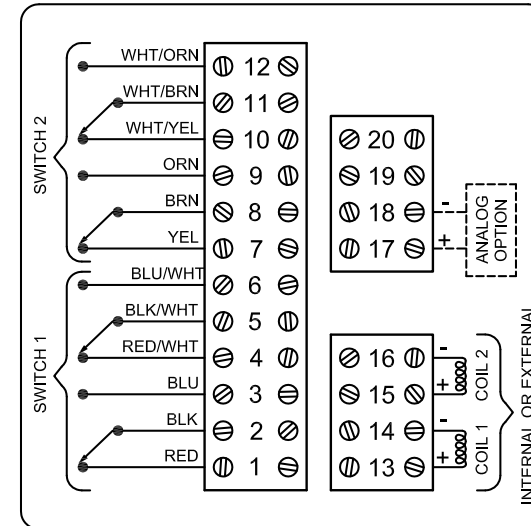 SWITCH 2
WHT/ORN 12
WHT/BRN 11
WHT/YEL 10
ORN 9
BRN 8
YEL 7
SWITCH 1
BLU/WHT 6
BLK/WHT 5
RED/WHT 4
BLU 3
BLK 2
RED 1
20
19
18 -
17 +
ANALOG
OPTION
16 -
15 +
COIL 2
14 -
13 +
COIL 1
INTERNAL OR EXTERNAL